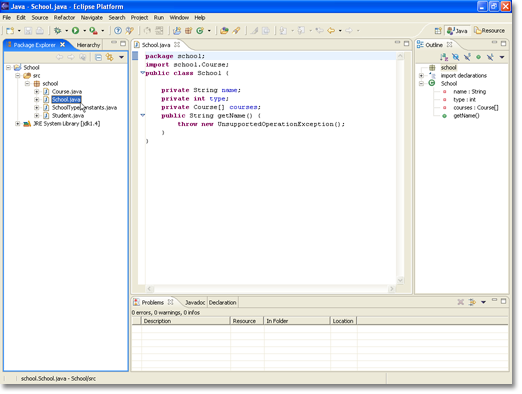 Java - School.java - Eclipse Platform
File Edit Source Refactor Navigate Search Project Run Window Help
Java Resource
Package Explorer Hierarchy
School
src
school
Course.java
School.java
SchoolTypeConstants.java
Student.java
JRE System Library [jdk1.4]
School.java
package school;
import school.Course;
public class School {
private String name;
private int type;
private Course[] courses;
public String getName() {
throw new UnsupportedOperationException();
}
}
Outline
school
import declarations
School
name : String
type : int
courses : Course[]
getName()
Problems Javadoc Declaration
0 errors, 0 warnings, 0 infos
Description Resource In Folder Location
school.School.java - School/src